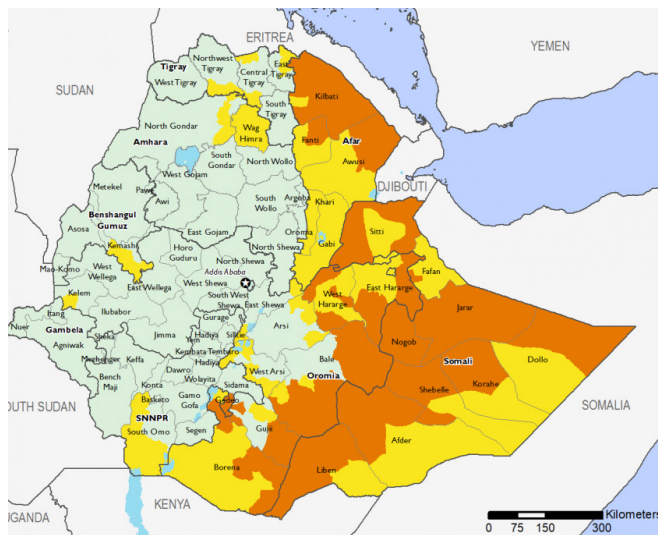 ERITREA
YEMEN
SUDAN
Tigray
Northwest
Tigray
West Tigray
Central
Tigray
East
Tigray
South
Tigray
Kilbati
North Gondar
Wag
Himra
Fanti
Afar
Awusi
Amhara
South
Gondar
North Wollo
West Gojam
DJIBOUTI
Metekel
Pawe
Awi
South
Wollo
Argoba
Khari
Benshangul
Gumuz
Oromia
Gabi
Sitti
Asosa
East Gojam
North Shewa
Kemashi
Horo
Guduru
North Shewa
Addis Ababa
Fafan
Mao-Komo
West
Wellega
East Wellega
West Shewa
South West
Shewa
East Shewa
West
Hararge
East Hararge
Kelem
Itang
Ilubabor
Gurage
Arsi
Jarar
Nuer
Gambela
Jimma
Yem
Hadiya
Siltie
Nogob
Agniwak
Sheka
Mezhenger
Keffa
Kembata Tembaro
Hadiya
Bale
Somali
Dollo
Bench
Maji
Dawro
Wolayita
West Arsi
Oromia
Konta
Sidama
Shebelle
Korahe
Basketo
Gamo
Gofa
Gedeo
SOUTH SUDAN
SNNPR
South Omo
Segen
Guji
SOMALIA
Afder
Borena
Liben
KENYA
UGANDA
Kilometers
0 75 150 300